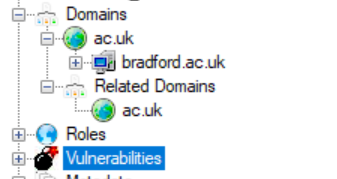 Domains
ac.uk
bradford.ac.uk
Related Domains
ac.uk
Roles
Vulnerabilities